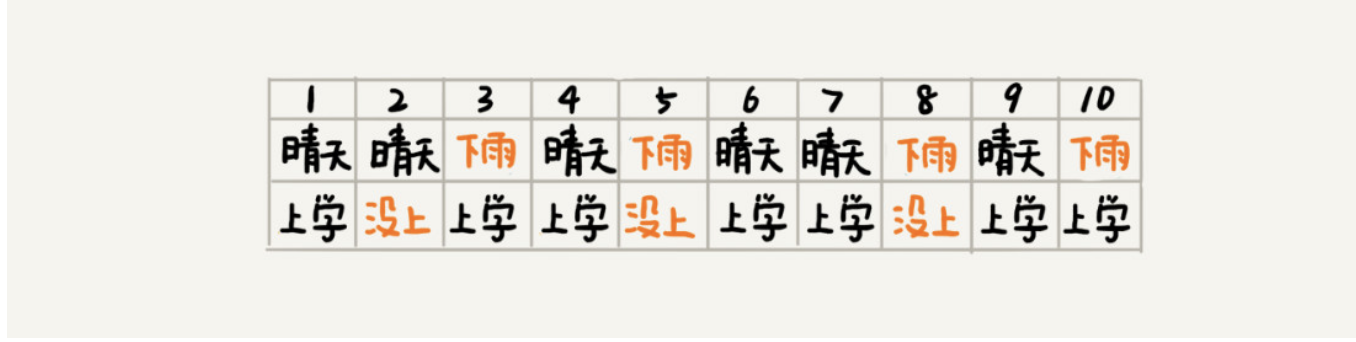 1 2 3 4 5 6 7 8 9 10
晴天 晴天 下雨 晴天 下雨 晴天 晴天 下雨 晴天 下雨
上学 没上 上学 上学 没上 上学 上学 没上 上学 上学